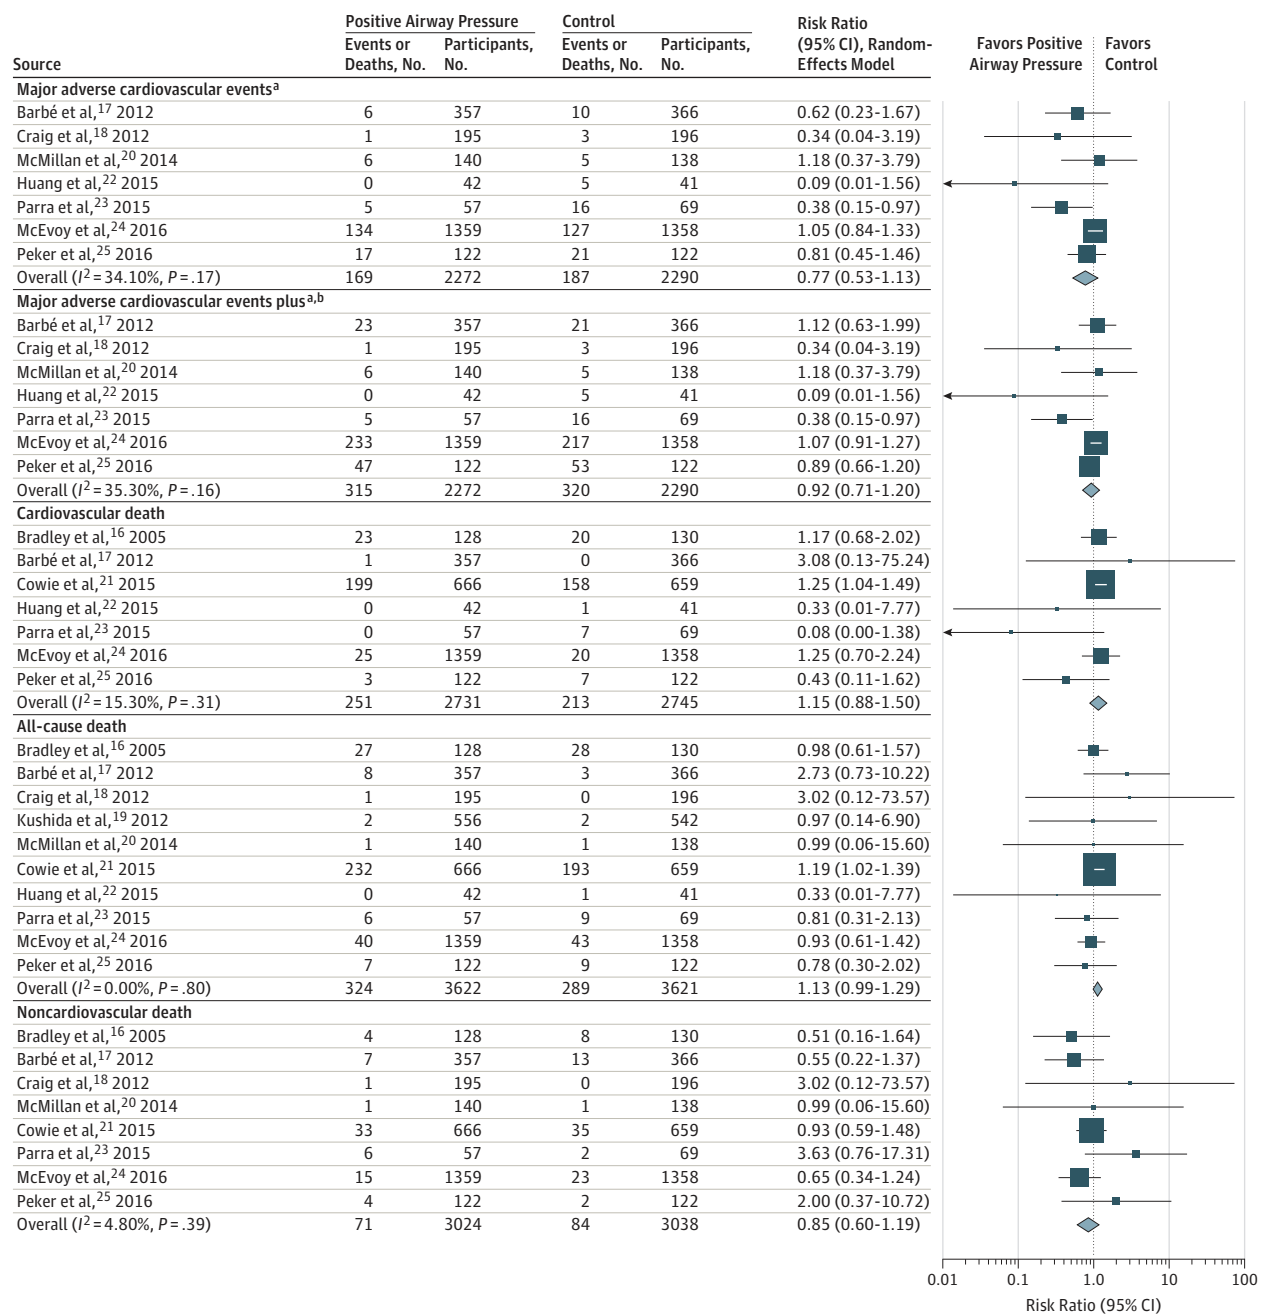 Positive Airway Pressure Control Risk Ratio (95% CI), Random-Effects Model Favors Positive Airway Pressure Favors Control
Source Events or Deaths, No. Participants, No. Events or Deaths, No. Participants, No.
Major adverse cardiovascular eventsa
Barbé et al,17 2012 6 357 10 366 0.62 (0.23-1.67)
Craig et al,18 2012 1 195 3 196 0.34 (0.04-3.19)
McMillan et al,20 2014 6 140 5 138 1.18 (0.37-3.79)
Huang et al,22 2015 0 42 5 41 0.09 (0.01-1.56)
Parra et al,23 2015 5 57 16 69 0.38 (0.15-0.97)
McEvoy et al,24 2016 134 1359 127 1358 1.05 (0.84-1.33)
Peker et al,25 2016 17 122 21 122 0.81 (0.45-1.46)
Overall (I2 = 34.10%, P = .17) 169 2272 187 2290 0.77 (0.53-1.13)
Major adverse cardiovascular events plusa,b
Barbé et al,17 2012 23 357 21 366 1.12 (0.63-1.99)
Craig et al,18 2012 1 195 3 196 0.34 (0.04-3.19)
McMillan et al,20 2014 6 140 5 138 1.18 (0.37-3.79)
Huang et al,22 2015 0 42 5 41 0.09 (0.01-1.56)
Parra et al,23 2015 5 57 16 69 0.38 (0.15-0.97)
McEvoy et al,24 2016 233 1359 217 1358 1.07 (0.91-1.27)
Peker et al,25 2016 47 122 53 122 0.89 (0.66-1.20)
Overall (I2 = 35.30%, P = .16) 315 2272 320 2290 0.92 (0.71-1.20)
Cardiovascular death
Bradley et al,16 2005 23 128 20 130 1.17 (0.68-2.02)
Barbé et al,17 2012 1 357 0 366 3.08 (0.13-75.24)
Cowie et al,21 2015 199 666 158 659 1.25 (1.04-1.49)
Huang et al,22 2015 0 42 1 41 0.33 (0.01-7.77)
Parra et al,23 2015 0 57 7 69 0.08 (0.00-1.38)
McEvoy et al,24 2016 25 1359 20 1358 1.25 (0.70-2.24)
Peker et al,25 2016 3 122 7 122 0.43 (0.11-1.62)
Overall (I2 = 15.30%, P = .31) 251 2731 213 2745 1.15 (0.88-1.50)
All-cause death
Bradley et al,16 2005 27 128 28 130 0.98 (0.61-1.57)
Barbé et al,17 2012 8 357 3 366 2.73 (0.73-10.22)
Craig et al,18 2012 1 195 0 196 3.02 (0.12-73.57)
Kushida et al,19 2012 2 556 2 542 0.97 (0.14-6.90)
McMillan et al,20 2014 1 140 1 138 0.99 (0.06-15.60)
Cowie et al,21 2015 232 666 193 659 1.19 (1.02-1.39)
Huang et al,22 2015 0 42 1 41 0.33 (0.01-7.77)
Parra et al,23 2015 6 57 9 69 0.81 (0.31-2.13)
McEvoy et al,24 2016 40 1359 43 1358 0.93 (0.61-1.42)
Peker et al,25 2016 7 122 9 122 0.78 (0.30-2.02)
Overall (I2 = 0.00%, P = .80) 324 3622 289 3621 1.13 (0.99-1.29)
Noncardiovascular death
Bradley et al,16 2005 4 128 8 130 0.51 (0.16-1.64)
Barbé et al,17 2012 7 357 13 366 0.55 (0.22-1.37)
Craig et al,18 2012 1 195 0 196 3.02 (0.12-73.57)
McMillan et al,20 2014 1 140 1 138 0.99 (0.06-15.60)
Cowie et al,21 2015 33 666 35 659 0.93 (0.59-1.48)
Parra et al,23 2015 6 57 2 69 3.63 (0.76-17.31)
McEvoy et al,24 2016 15 1359 23 1358 0.65 (0.34-1.24)
Peker et al,25 2016 4 122 2 122 2.00 (0.37-10.72)
Overall (I2 = 4.80%, P = .39) 71 3024 84 3038 0.85 (0.60-1.19)
0.01 0.1 1.0 10 100
Risk Ratio (95% CI)